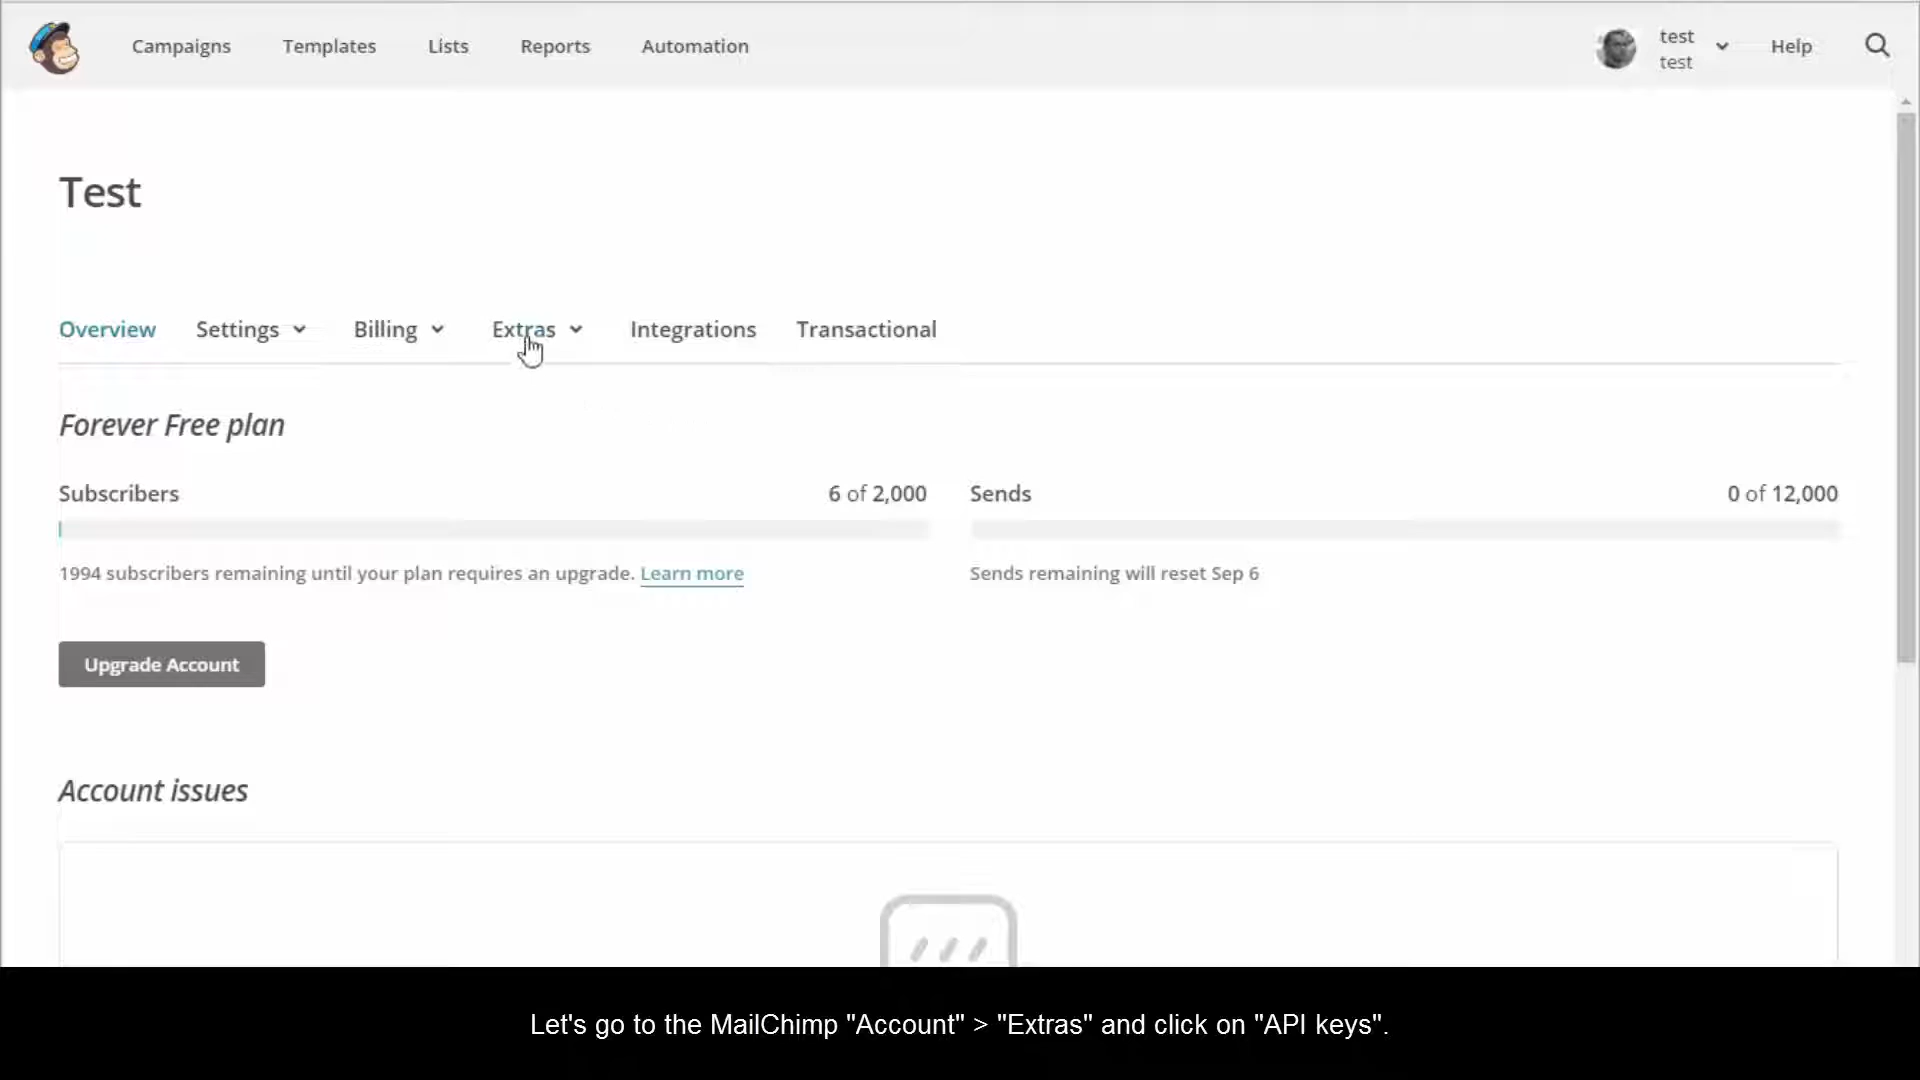 Campaigns Templates Lists Reports Automation test Help
test
Test
Overview Settings Billing Extras Integrations Transactional
Forever Free plan
Subscribers 6 of 2,000 Sends 0 of 12,000
1994 subscribers remaining until your plan requires an upgrade. Learn more Sends remaining will reset Sep 6
Upgrade Account
Account issues
Let's go to the MailChimp "Account" > "Extras" and click on "API keys".